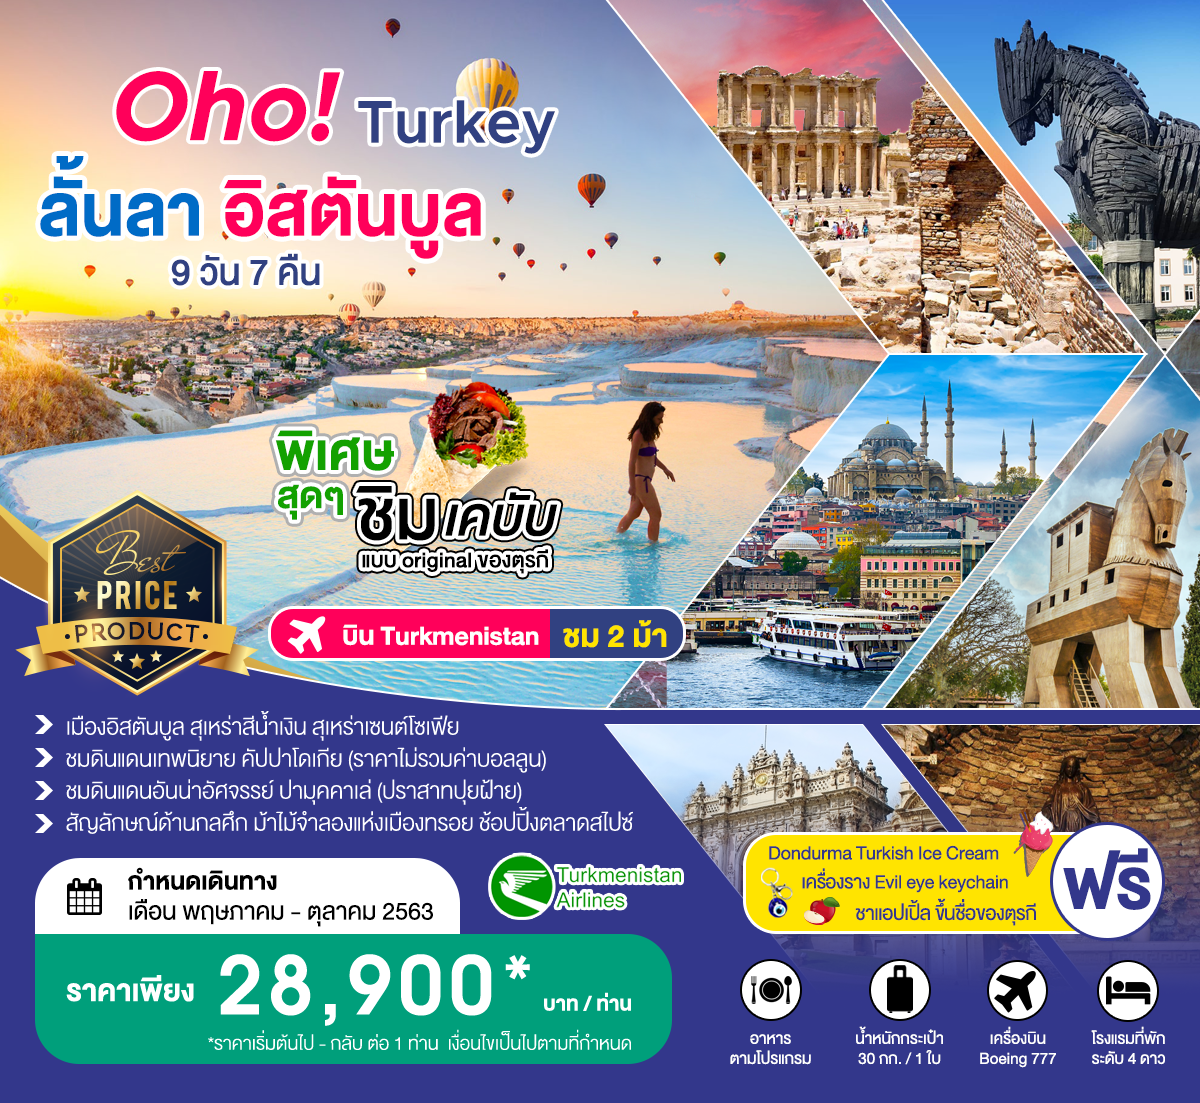 Oho! Turkey
ลั้นลา อิสตันบูล
9 วัน 7 คืน
พิเศษ
สุดๆ
ชิม เคบับ
แบบ original ของตุรกี
Best
PRICE
PRODUCT
บิน Turkmenistan ชม 2 ม้า
เมืองอิสตันบูล สุเหร่าสีน้ำเงิน สุเหร่าเซนต์โซเฟีย
ชมดินแดนเทพนิยาย คัปปาโดเกีย (ราคาไม่รวมค่าบอลลูน)
ชมดินแดนอันน่าอัศจรรย์ ปามุคคาเล่ (ปราสาทปุยฝ้าย)
สัญลักษณ์ด้านกลศึก ม้าไม้จำลองแห่งเมืองทรอย ช้อปปิ้งตลาดสไปซ์
กำหนดเดินทาง
เดือน พฤษภาคม - ตุลาคม 2563
Turkmenistan
Airlines
ราคาเพียง 28,900* บาท / ท่าน
*ราคาเริ่มต้นไป - กลับ ต่อ 1 ท่าน เงื่อนไขเป็นไปตามที่กำหนด
Dondurma Turkish Ice Cream
เครื่องราง Evil eye keychain
ชาแอปเปิ้ล ขึ้นชื่อของตุรกี
ฟรี
อาหาร
ตามโปรแกรม
น้ำหนักกระเป๋า
30 กก. / 1 ใบ
เครื่องบิน
Boeing 777
โรงแรมที่พัก
ระดับ 4 ดาว